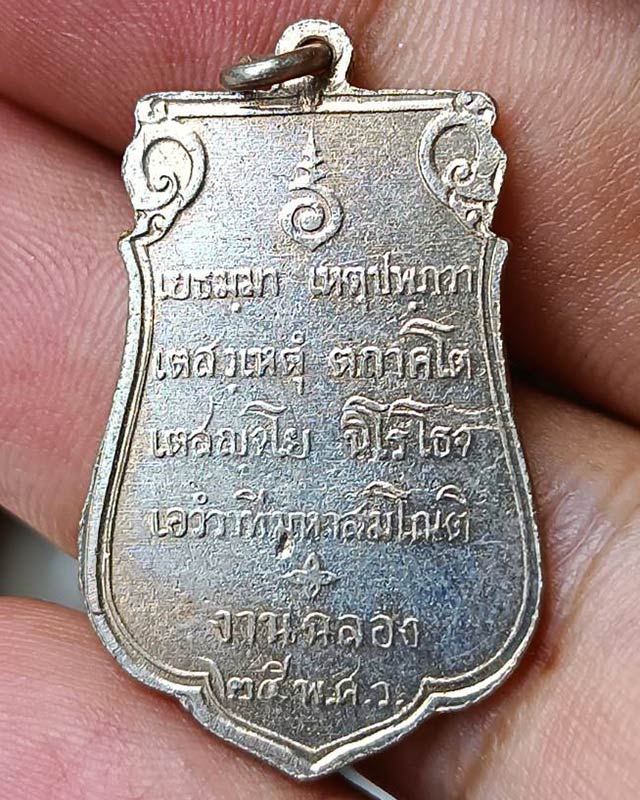 เยธมฺมา เหตุปฺปภวา
เตสํ เหตุํ ตถาคโต
เตสญฺจ โย นิโรโธ จ
เอวํวาที มหาสมโณติ
งานฉลอง
๒๕ พ.ศ.ว.